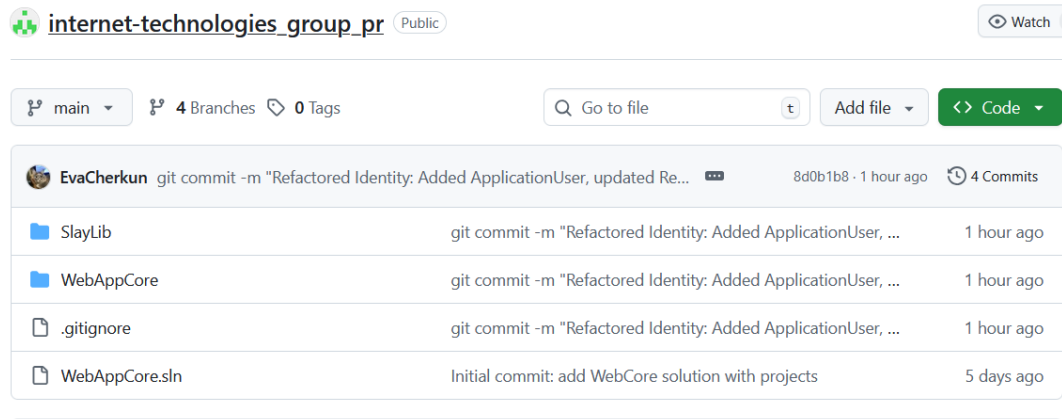 internet-technologies_group_pr Public Watch
main 4 Branches 0 Tags Go to file t Add file Code
EvaCherkun git commit -m "Refactored Identity: Added ApplicationUser, updated Re... 8d0b1b8 · 1 hour ago 4 Commits
SlayLib git commit -m "Refactored Identity: Added ApplicationUser, ... 1 hour ago
WebAppCore git commit -m "Refactored Identity: Added ApplicationUser, ... 1 hour ago
.gitignore git commit -m "Refactored Identity: Added ApplicationUser, ... 1 hour ago
WebAppCore.sln Initial commit: add WebCore solution with projects 5 days ago